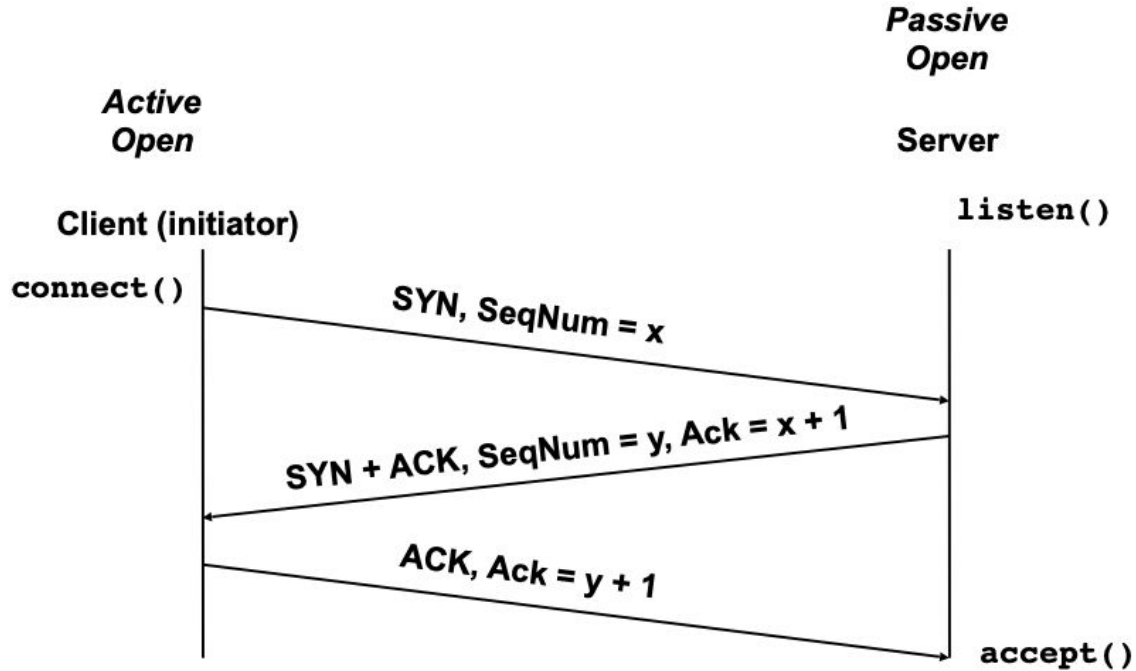 Passive
Open
Active
Open
Server
listen()
Client (initiator)
connect()
SYN, SeqNum = x
SYN + ACK, SeqNum = y, Ack = x + 1
ACK, Ack = y + 1
accept()